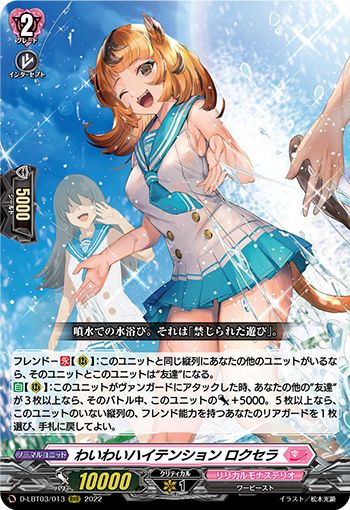 2
グレード
インターセプト
5000
シールド
噴水での水浴び。それは「禁じられた遊び」。
フレンドー永【(R)】:このユニットと同じ縦列にあなたの他のユニットがいるな
ら、そのユニットとこのユニットは“友達”になる。
自【(R)】:このユニットがヴァンガードにアタックした時、あなたの他の“友達”
が3枚以上なら、そのバトル中、このユニットの+5000。5枚以上なら、
このユニット以外のいない列の、フレンド能力を持つあなたのリアガードを1枚
選び、手札に戻してよい。
ノーマルユニット
わいわいハイテンション ロクセラ
パワー
10000
クリティカル
1
リリカルモナステリオ
ワービースト
D-LBT03/013 RRR 2022
イラスト/松本光顕